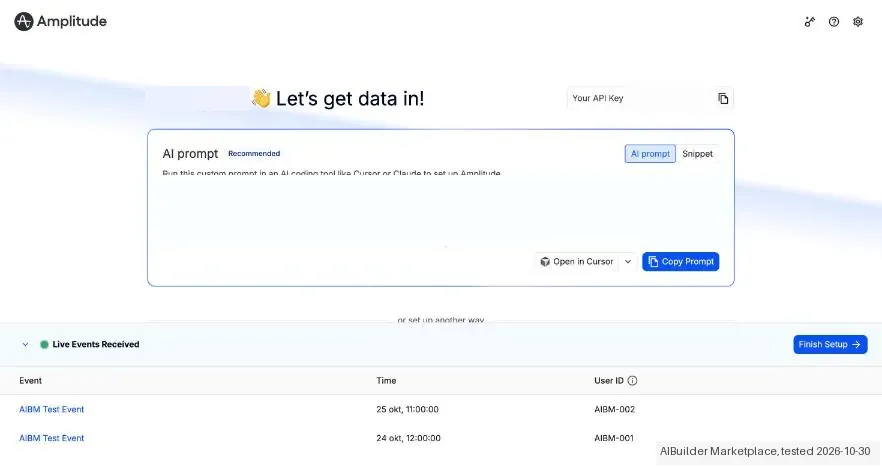 Amplitude
👋 Let's get data in!
Your API Key
AI prompt Recommended
AI prompt Snippet
Run this custom prompt in an AI coding tool like Cursor or Claude to set up Amplitude
Open in Cursor
Copy Prompt
or set up another way
Live Events Received
Finish Setup →
Event Time User ID
AIBM Test Event 25 okt, 11:00:00 AIBM-002
AIBM Test Event 24 okt, 12:00:00 AIBM-001
AIBuilder Marketplace, tested 2026-10-30